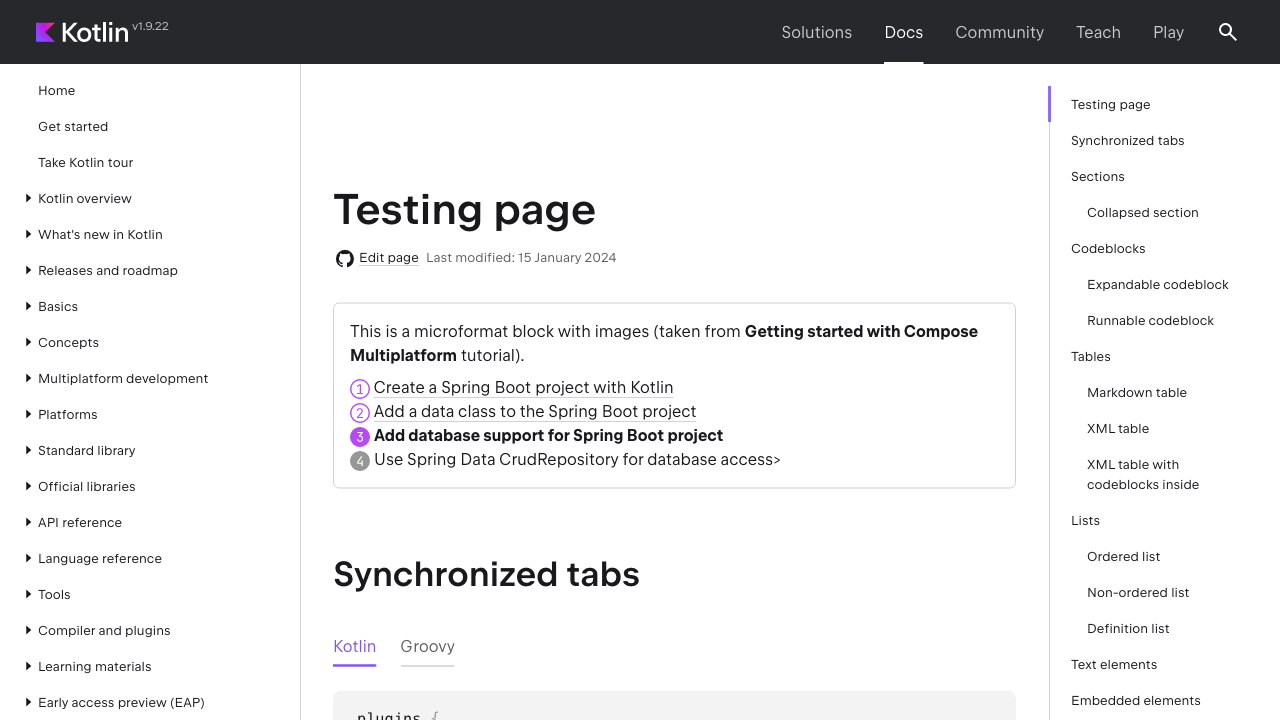 Kotlin v1.9.22
Solutions
Docs
Community
Teach
Play
Home
Get started
Take Kotlin tour
Kotlin overview
What's new in Kotlin
Releases and roadmap
Basics
Concepts
Multiplatform development
Platforms
Standard library
Official libraries
API reference
Language reference
Tools
Compiler and plugins
Learning materials
Early access preview (EAP)
Testing page
Edit page Last modified: 15 January 2024
This is a microformat block with images (taken from Getting started with Compose
Multiplatform tutorial).
1 Create a Spring Boot project with Kotlin
2 Add a data class to the Spring Boot project
3 Add database support for Spring Boot project
4 Use Spring Data CrudRepository for database access>
Synchronized tabs
Kotlin
Groovy
plugins {
Testing page
Synchronized tabs
Sections
Collapsed section
Codeblocks
Expandable codeblock
Runnable codeblock
Tables
Markdown table
XML table
XML table with
codeblocks inside
Lists
Ordered list
Non-ordered list
Definition list
Text elements
Embedded elements